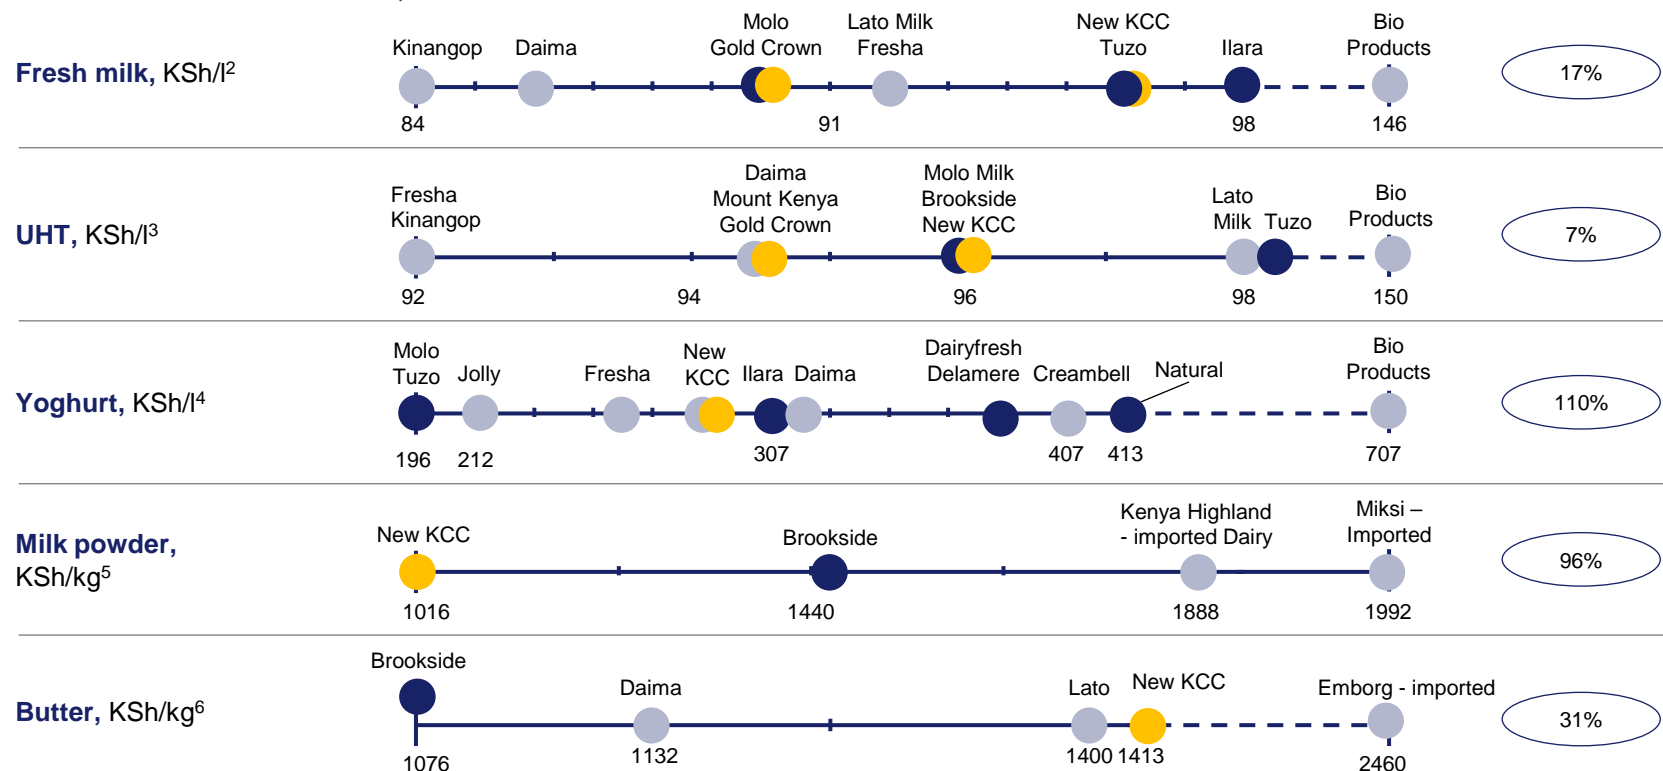 Fresh milk, KSh/l2
Kinangop
Daima
Molo
Gold Crown
Lato Milk
Fresha
New KCC
Tuzo
Ilara
Bio
Products
84
91
98
146
17%
UHT, KSh/l3
Fresha
Kinangop
Daima
Mount Kenya
Gold Crown
Molo Milk
Brookside
New KCC
Lato
Milk
Tuzo
Bio
Products
92
94
96
98
150
7%
Yoghurt, KSh/l4
Molo
Tuzo
Jolly
Fresha
New
KCC
Ilara
Daima
Dairyfresh
Delamere
Creambell
Natural
Bio
Products
196
212
307
407
413
707
110%
Milk powder,
KSh/kg5
New KCC
Brookside
Kenya Highland
- imported Dairy
Miksi –
Imported
1016
1440
1888
1992
96%
Butter, KSh/kg6
Brookside
Daima
Lato
New KCC
Emborg - imported
1076
1132
1400
1413
2460
31%